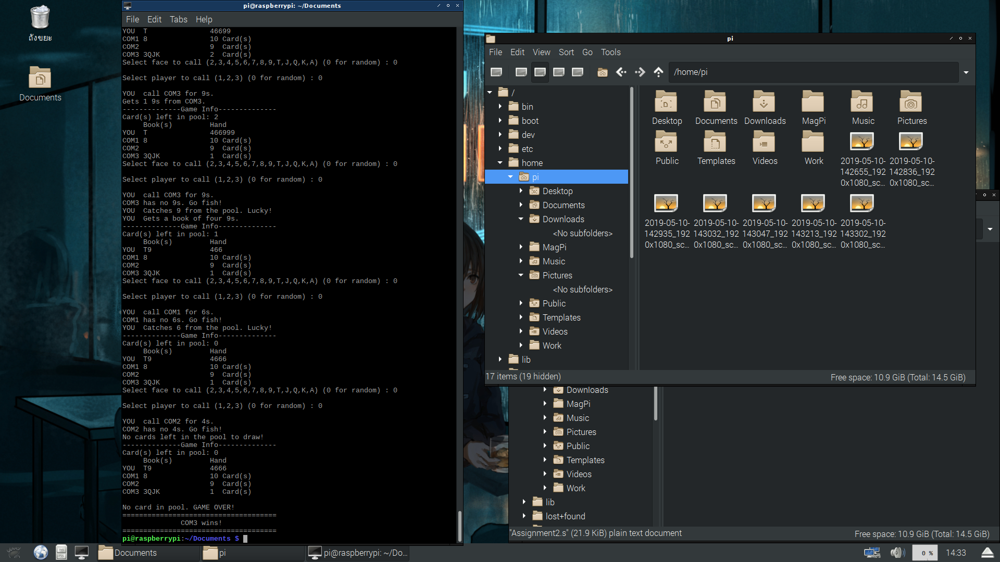 ถังขยะ
Documents
pi@raspberrypi: ~/Documents
File Edit Tabs Help
YOU  T               46699
COM1 8               10 Card(s)
COM2                 9  Card(s)
COM3 3QJK            2  Card(s)
Select face to call (2,3,4,5,6,7,8,9,T,J,Q,K,A) (0 for random) : 0
Select player to call (1,2,3) (0 for random) : 0
YOU  call COM3 for 9s.
Gets 1 9s from COM3.
--------------Game Info--------------
Card(s) left in pool: 2
     Book(s)         Hand
YOU  T               466999
COM1 8               10 Card(s)
COM2                 9  Card(s)
COM3 3QJK            1  Card(s)
Select face to call (2,3,4,5,6,7,8,9,T,J,Q,K,A) (0 for random) : 0
Select player to call (1,2,3) (0 for random) : 0
YOU  call COM3 for 9s.
COM3 has no 9s. Go fish!
YOU  Catches 9 from the pool. Lucky!
YOU  Gets a book of four 9s.
--------------Game Info--------------
Card(s) left in pool: 1
     Book(s)         Hand
YOU  T9              466
COM1 8               10 Card(s)
COM2                 9  Card(s)
COM3 3QJK            1  Card(s)
Select face to call (2,3,4,5,6,7,8,9,T,J,Q,K,A) (0 for random) : 0
Select player to call (1,2,3) (0 for random) : 0
YOU  call COM1 for 6s.
COM1 has no 6s. Go fish!
YOU  Catches 6 from the pool. Lucky!
--------------Game Info--------------
Card(s) left in pool: 0
     Book(s)         Hand
YOU  T9              4666
COM1 8               10 Card(s)
COM2                 9  Card(s)
COM3 3QJK            1  Card(s)
Select face to call (2,3,4,5,6,7,8,9,T,J,Q,K,A) (0 for random) : 0
Select player to call (1,2,3) (0 for random) : 0
YOU  call COM2 for 4s.
COM2 has no 4s. Go fish!
No cards left in the pool to draw!
--------------Game Info--------------
Card(s) left in pool: 0
     Book(s)         Hand
YOU  T9              4666
COM1 8               10 Card(s)
COM2                 9  Card(s)
COM3 3QJK            1  Card(s)
No card in pool. GAME OVER!
=====================================
              COM3 wins!
=====================================
pi@raspberrypi:~/Documents $
pi
File Edit View Sort Go Tools
/home/pi
/
bin
boot
dev
etc
home
pi
Desktop
Documents
Downloads
<No subfolders>
MagPi
Music
Pictures
<No subfolders>
Public
Templates
Videos
Work
lib
Desktop Documents Downloads MagPi Music Pictures
Public Templates Videos Work
2019-05-10-142655_1920x1080_sc...
2019-05-10-142836_1920x1080_sc...
2019-05-10-142935_1920x1080_sc...
2019-05-10-143032_1920x1080_sc...
2019-05-10-143047_1920x1080_sc...
2019-05-10-143213_1920x1080_sc...
2019-05-10-143302_1920x1080_sc...
17 items (19 hidden)
Free space: 10.9 GiB (Total: 14.5 GiB)
Downloads
MagPi
Music
Pictures
Public
Templates
Videos
Work
lib
lost+found
"Assignment2.s" (21.9 KiB) plain text document
Free space: 10.9 GiB (Total: 14.5 GiB)
Documents
pi
pi@raspberrypi: ~/Do...
0 %
14:33